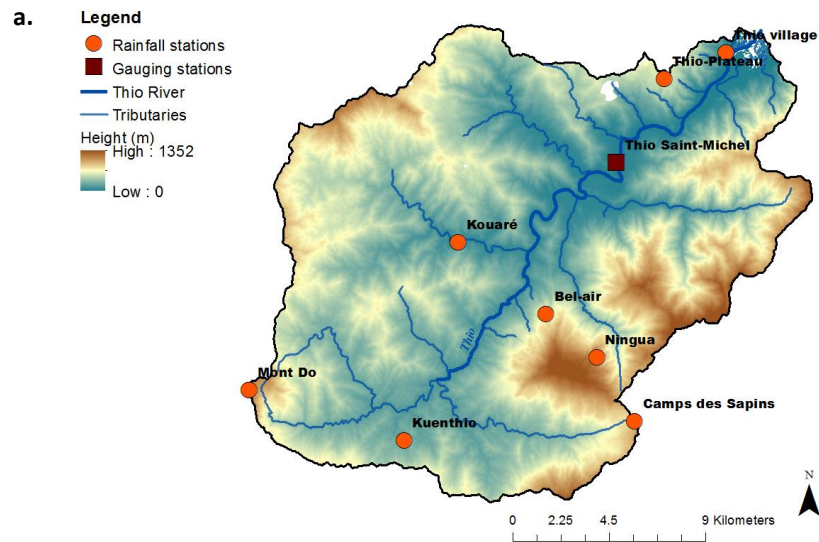 a.
Legend
Rainfall stations
Gauging stations
Thio River
Tributaries
Height (m)
High : 1352
Low : 0
Thio village
Thio-Plateau
Thio Saint-Michel
Kouaré
Bel-air
Thio
Ningua
Mont Do
Camps des Sapins
Kuenthio
N
0 2.25 4.5 9 Kilometers